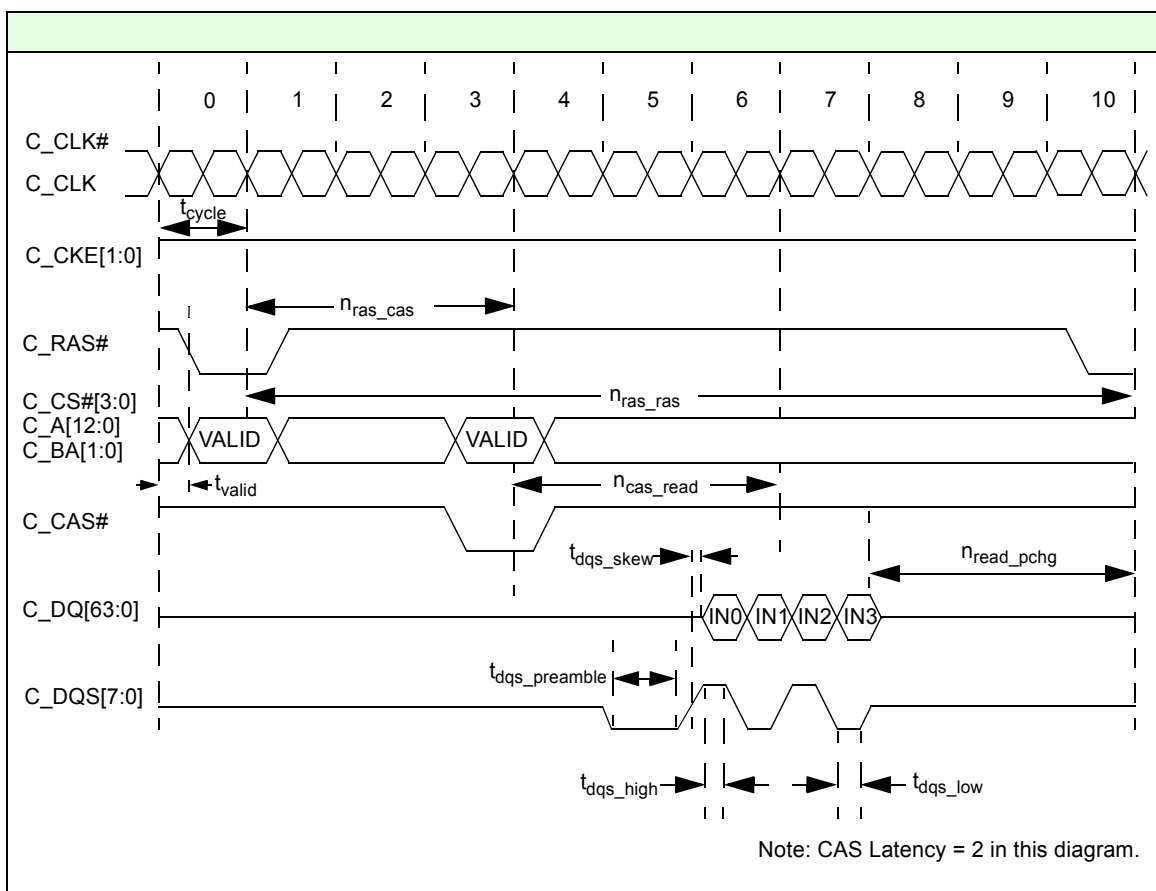 0 1 2 3 4 5 6 7 8 9 10
C_CLK#
C_CLK
tcycle
C_CKE[1:0]
nras_cas
C_RAS#
C_CS#[3:0]
nras_ras
C_A[12:0]
VALID VALID
C_BA[1:0]
tvalid
ncas_read
C_CAS#
tdqs_skew
nread_pchg
C_DQ[63:0]
IN0 IN1 IN2 IN3
tdqs_preamble
C_DQS[7:0]
tdqs_high
tdqs_low
Note: CAS Latency = 2 in this diagram.